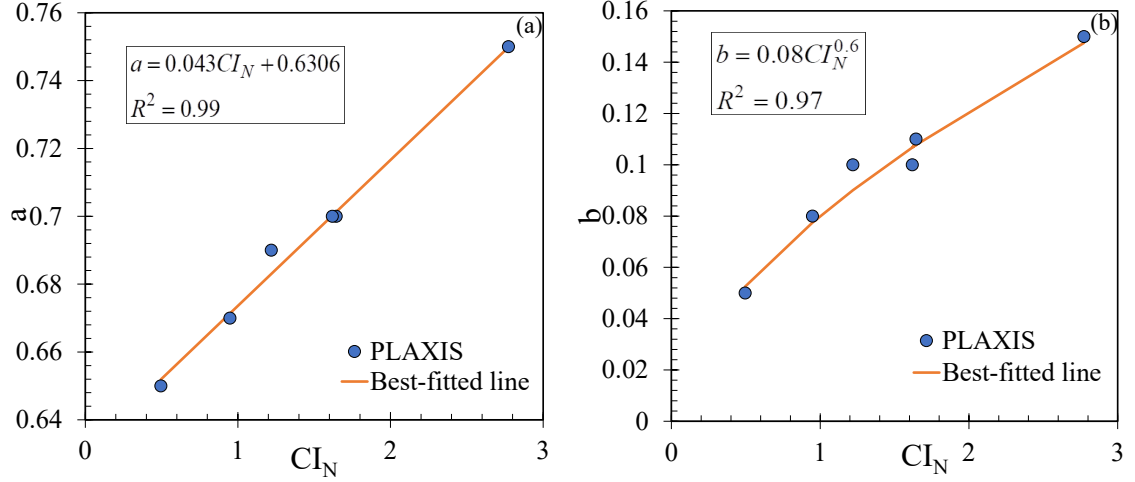 (a)
0.76
0.74
0.72
0.7
0.68
0.66
0.64
a
a = 0.043CI_N + 0.6306
R² = 0.99
PLAXIS
Best-fitted line
0 1 2 3
CI_N
(b)
0.16
0.14
0.12
0.1
0.08
0.06
0.04
0.02
0
b
b = 0.08CI_N^0.6
R² = 0.97
PLAXIS
Best-fitted line
0 1 2 3
CI_N